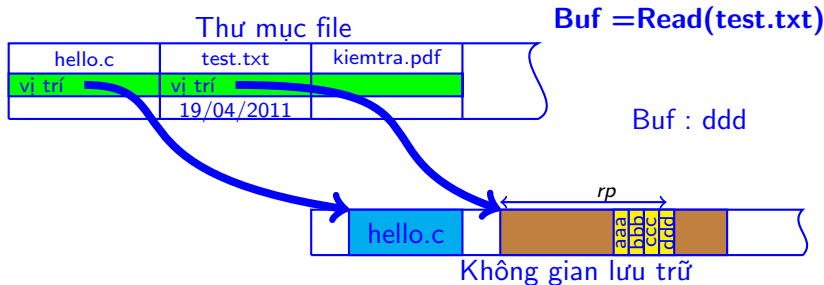 Buf =Read(test.txt)
Thư mục file
hello.c test.txt kiemtra.pdf
vị trí vị trí
19/04/2011
Buf : ddd
rp
hello.c aaa bbb ccc ddd
Không gian lưu trữ